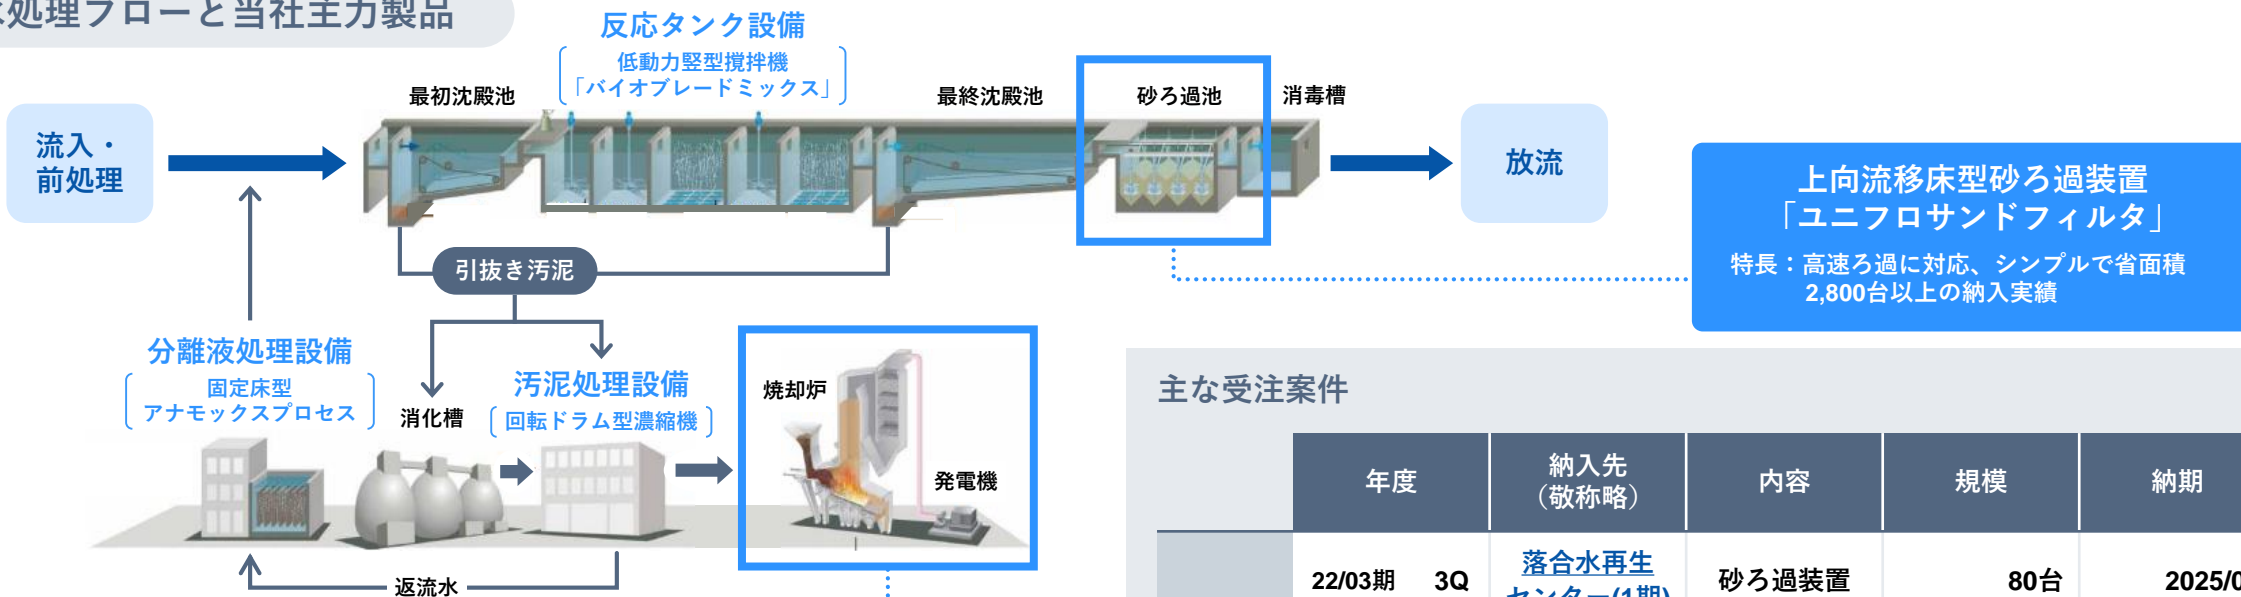 水処理フローと当社主力製品
反応タンク設備
低動力竪型撹拌機
「バイオブレードミックス」
最初沈殿池
最終沈殿池
砂ろ過池
消毒槽
流入・
前処理
放流
上向流移床型砂ろ過装置
「ユニフロサンドフィルタ」
特長：高速ろ過に対応、シンプルで省面積
2,800台以上の納入実績
引抜き汚泥
分離液処理設備
固定床型
アナモックスプロセス
消化槽
汚泥処理設備
回転ドラム型濃縮機
焼却炉
発電機
返流水
主な受注案件
年度
納入先
（敬称略）
内容
規模
納期
22/03期 3Q
落合水再生
センター(1期)
砂ろ過装置
80台
2025/0